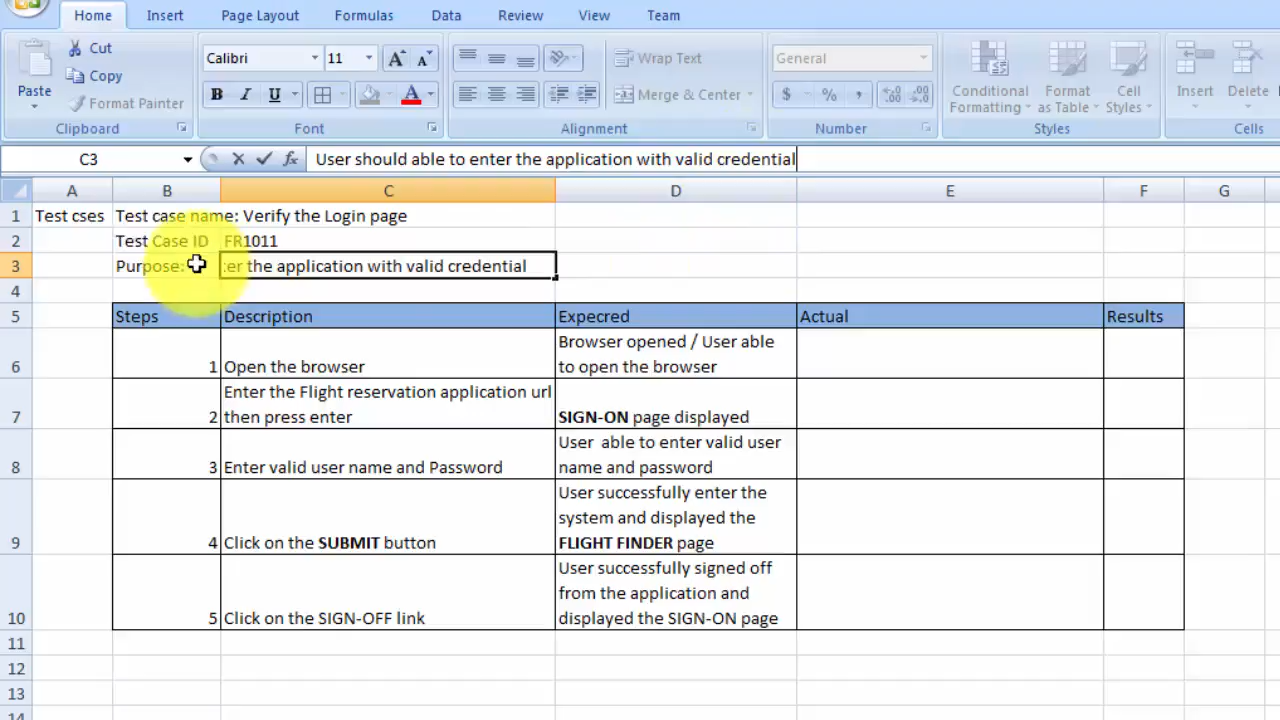 Home Insert Page Layout Formulas Data Review View Team
Cut
Copy
Format Painter
Paste
Clipboard
Calibri 11
B I U A
Font
Wrap Text
Merge & Center
Alignment
General
$ % ,
Number
Conditional Formatting
Format as Table
Cell Styles
Styles
Insert Delete
Cells
C3 fx User should able to enter the application with valid credential
A B C D E F G
1 Test cses Test case name: Verify the Login page
2 Test Case ID FR1011
3 Purpose: er the application with valid credential
4
5 Steps Description Expecred Actual Results
Browser opened / User able
6 1 Open the browser to open the browser
Enter the Flight reservation application url
7 2 then press enter SIGN-ON page displayed
User able to enter valid user
8 3 Enter valid user name and Password name and password
User successfully enter the
system and displayed the
9 4 Click on the SUBMIT button FLIGHT FINDER page
User successfully signed off
from the application and
10 5 Click on the SIGN-OFF link displayed the SIGN-ON page
11
12
13
14